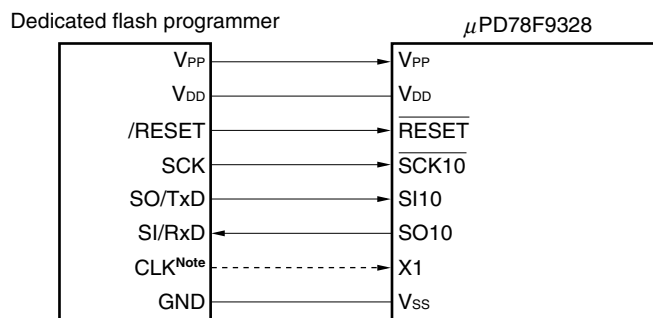 Dedicated flash programmer μPD78F9328
VPP VPP
VDD VDD
/RESET RESET
SCK SCK10
SO/TxD SI10
SI/RxD SO10
CLKNote X1
GND VSS